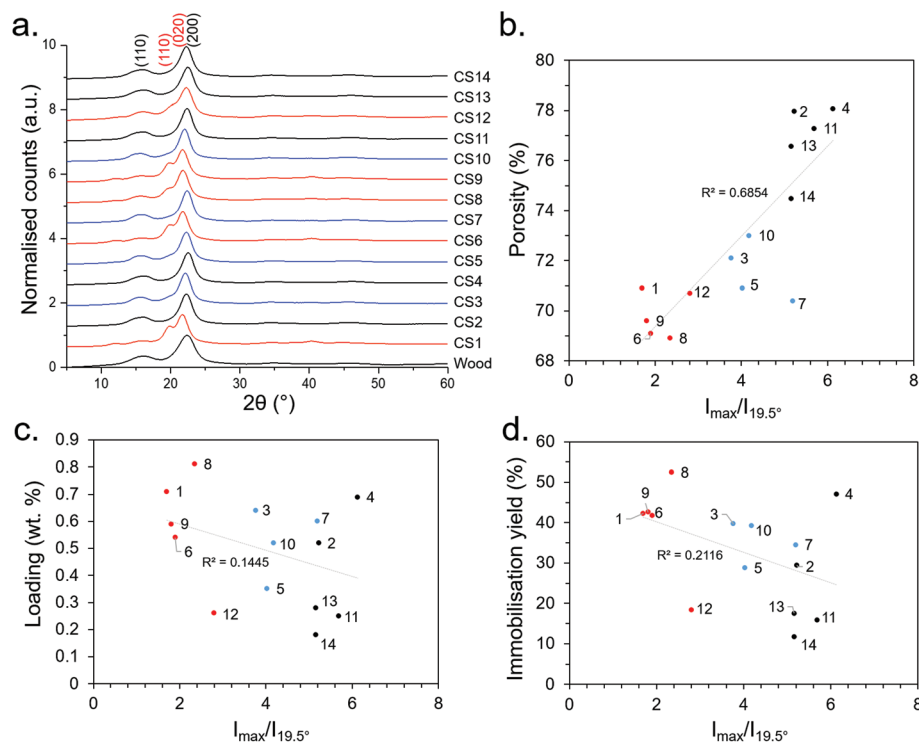 a.
Normalised counts (a.u.)
10
8
6
4
2
0
(110)
(110)
(020)
(200)
CS14
CS13
CS12
CS11
CS10
CS9
CS8
CS7
CS6
CS5
CS4
CS3
CS2
CS1
Wood
10 20 30 40 50 60
2θ (°)
b.
Porosity (%)
80
78
76
74
72
70
68
2
4
11
13
14
R² = 0.6854
10
3
1
12
5
7
9
6
8
0 2 4 6 8
Imax/I19.5°
c.
Loading (wt. %)
0.9
0.8
0.7
0.6
0.5
0.4
0.3
0.2
0.1
0
8
1
4
3
7
9
6
10
2
R² = 0.1445
5
13
12
11
14
0 2 4 6 8
Imax/I19.5°
d.
Immobilisation yield (%)
60
50
40
30
20
10
0
8
4
9
1
6
3
10
7
R² = 0.2116
5
2
12
13
11
14
0 2 4 6 8
Imax/I19.5°